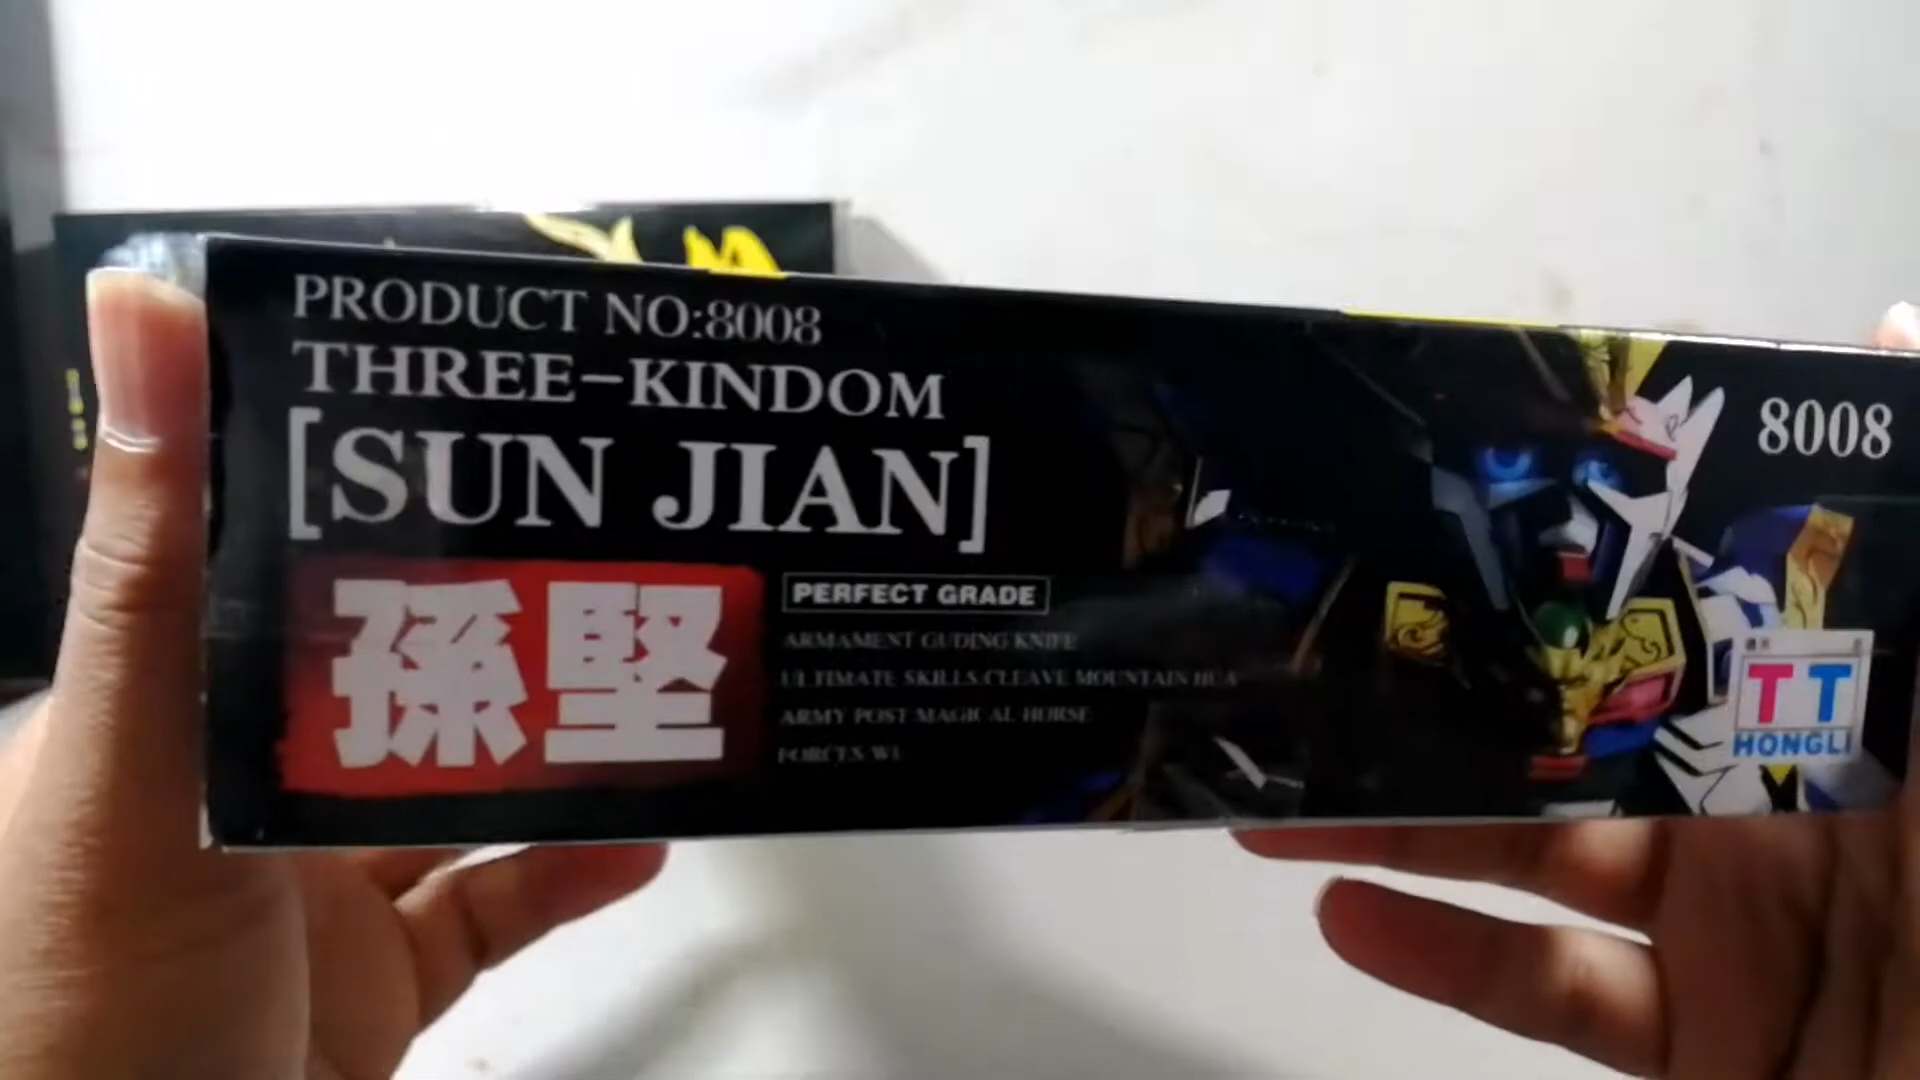 PRODUCT NO:8008
THREE-KINDOM
[SUN JIAN]
孫堅
PERFECT GRADE
ARMAMENT GUDING KNIFE
ULTIMATE SKILLS.CLEAVE MOUNTAIN HUA
ARMY POST MAGICAL HORSE
FORCES WU
8008
TT
HONGLI